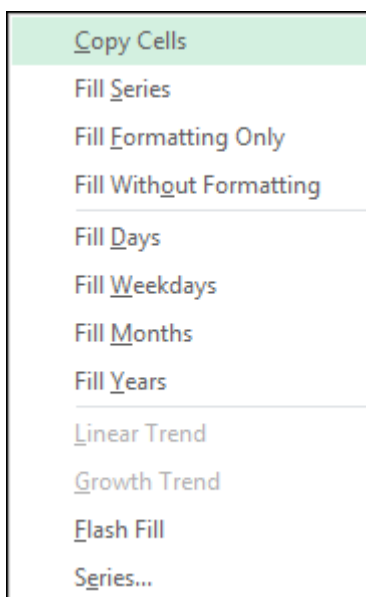 Copy Cells
Fill Series
Fill Formatting Only
Fill Without Formatting
Fill Days
Fill Weekdays
Fill Months
Fill Years
Linear Trend
Growth Trend
Flash Fill
Series...